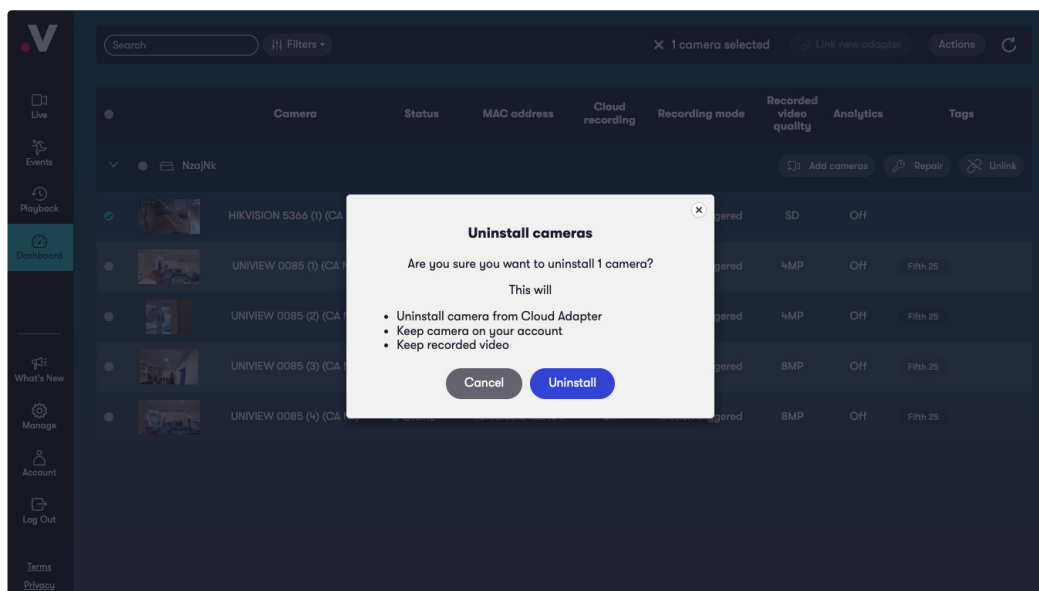 .V
Search
Filters
1 camera selected
Link new adapter
Actions
Live
Events
Playback
Dashboard
What's New
Manage
Account
Log Out
Terms
Privacy
Camera
Status
MAC address
Cloud recording
Recording mode
Recorded video quality
Analytics
Tags
NzajNk
Add cameras
Repair
Unlink
HIKVISION 5366 (1) (CA
SD
Off
UNIVIEW 0085 (1) (CA
4MP
Off
Fifth 25
UNIVIEW 0085 (2) (CA
4MP
Off
Fifth 25
UNIVIEW 0085 (3) (CA
8MP
Off
Fifth 25
UNIVIEW 0085 (4) (CA
8MP
Off
Fifth 25
Uninstall cameras
Are you sure you want to uninstall 1 camera?
This will
• Uninstall camera from Cloud Adapter
• Keep camera on your account
• Keep recorded video
Cancel
Uninstall